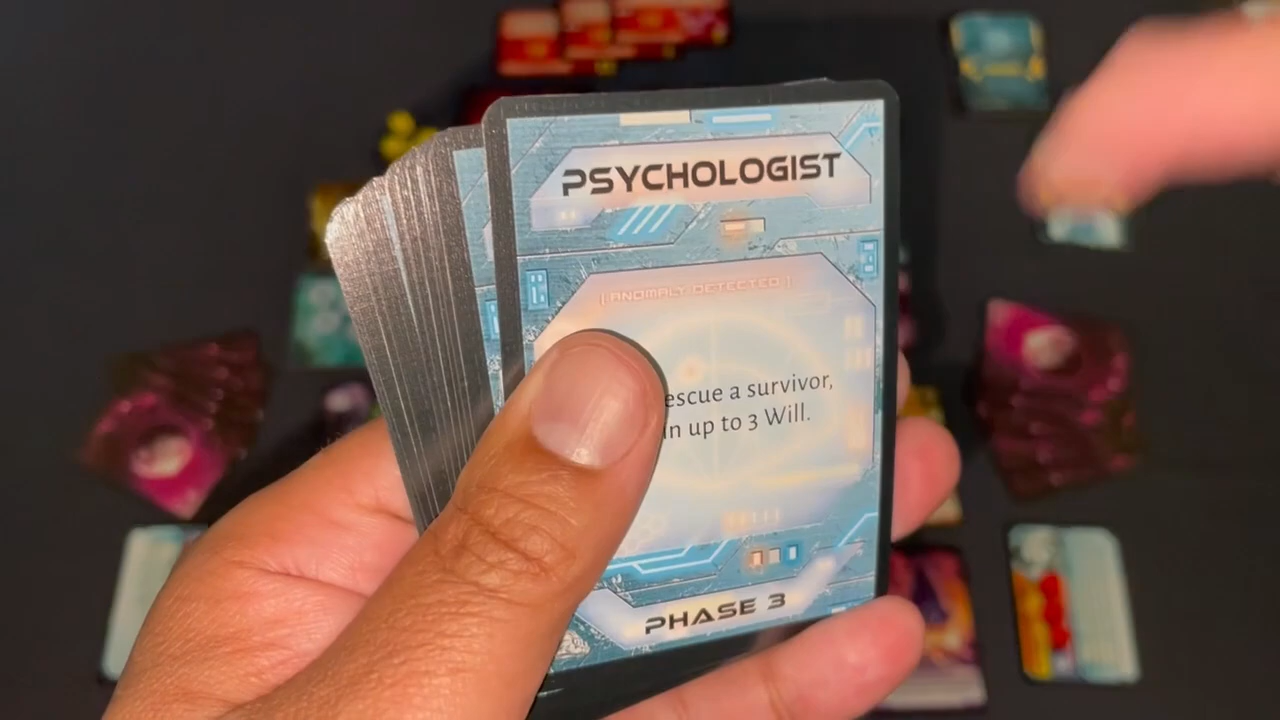 PSYCHOLOGIST
[ ANOMALY DETECTED ]
escue a survivor,
in up to 3 Will.
PHASE 3